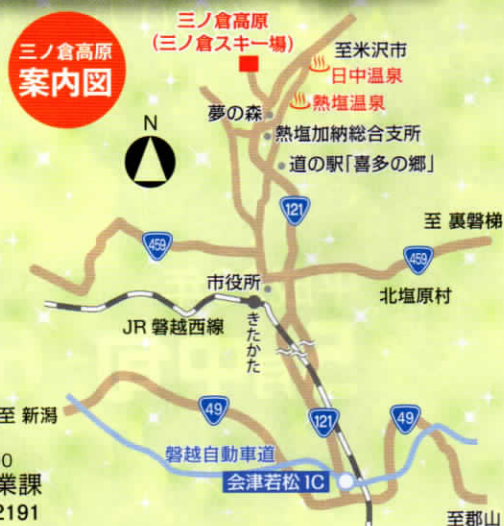 三ノ倉高原
案内図
三ノ倉高原
(三ノ倉スキー場)
至米沢市
日中温泉
熱塩温泉
夢の森
熱塩加納総合支所
道の駅「喜多の郷」
N
121
459
至 裏磐梯
459
市役所
北塩原村
JR 磐越西線
きたかた
至 新潟
49
121
49
0
磐越自動車道
業課
会津若松 IC
2191
至郡山